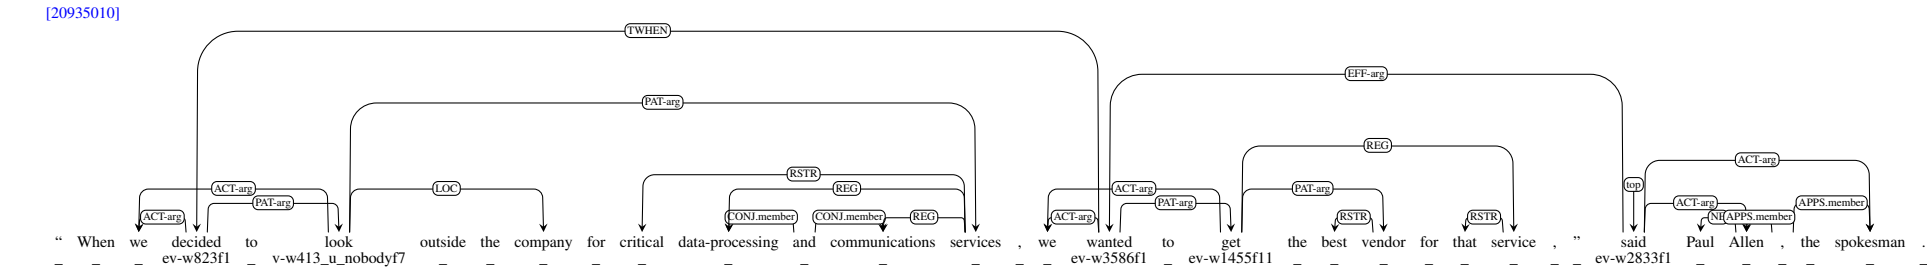 [20935010]
TWHEN
EFF-arg
PAT-arg
REG
ACT-arg
RSTR
top
ACT-arg LOC REG ACT-arg PAT-arg
PAT-arg PAT-arg ACT-arg APPS.member
ACT-arg CONJ.member CONJ.member REG ACT-arg RSTR RSTR APPS.member
“ When we decided to look outside the company for critical data-processing and communications services , we wanted to get the best vendor for that service , ” said Paul Allen , the spokesman .
_ _ _ ev-w823f1 _ v-w413_u_nobodyf7 _ _ _ _ _ _ _ _ _ _ _ ev-w3586f1 _ ev-w1455f11 _ _ _ _ _ _ _ _ ev-w2833f1 _ _ _ _ _ _